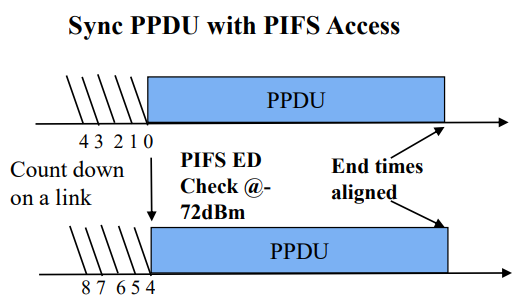 Sync PPDU with PIFS Access
PPDU
4 3 2 1 0
Count down
on a link
PIFS ED
Check @-
72dBm
End times
aligned
PPDU
8 7 6 5 4